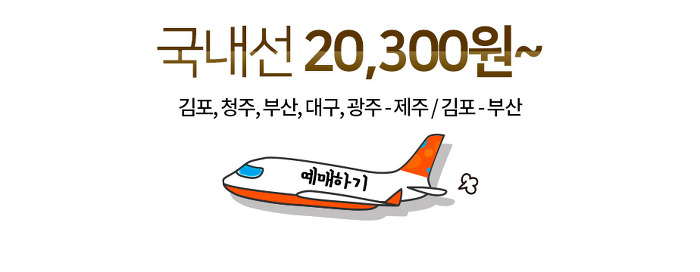 국내선 20,300원~
김포, 청주, 부산, 대구, 광주 - 제주 / 김포 - 부산
예매하기